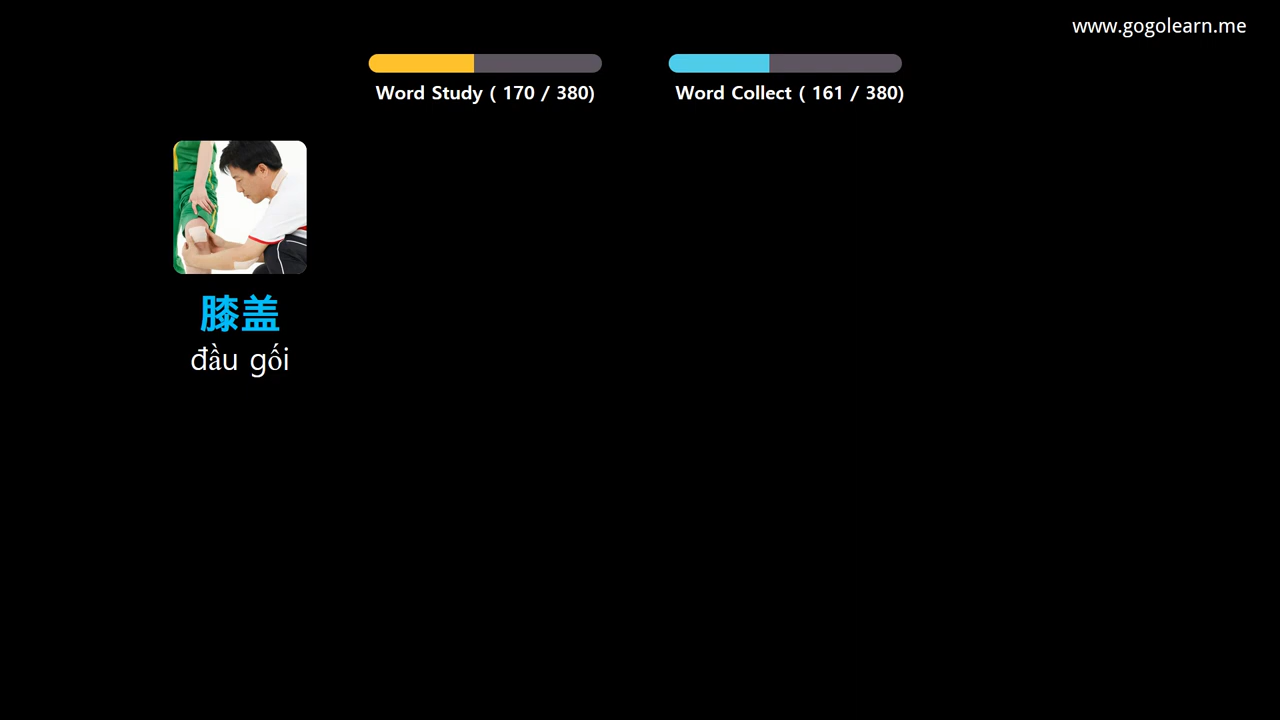 www.gogolearn.me
Word Study ( 170 / 380)
Word Collect ( 161 / 380)
膝盖
đầu gối